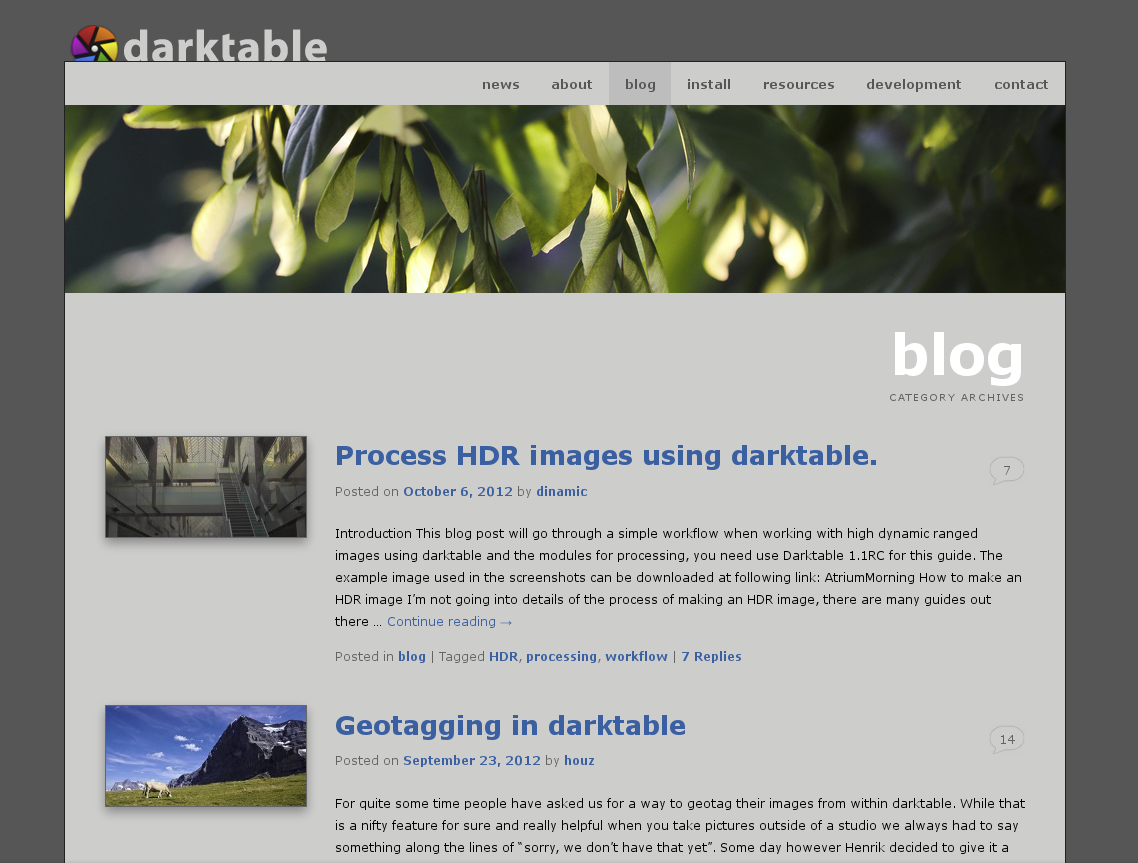 darktable
news about blog install resources development contact
blog
CATEGORY ARCHIVES
Process HDR images using darktable.
7
Posted on October 6, 2012 by dinamic
Introduction This blog post will go through a simple workflow when working with high dynamic ranged
images using darktable and the modules for processing, you need use Darktable 1.1RC for this guide. The
example image used in the screenshots can be downloaded at following link: AtriumMorning How to make an
HDR image I’m not going into details of the process of making an HDR image, there are many guides out
there … Continue reading →
Posted in blog | Tagged HDR, processing, workflow | 7 Replies
Geotagging in darktable
14
Posted on September 23, 2012 by houz
For quite some time people have asked us for a way to geotag their images from within darktable. While that
is a nifty feature for sure and really helpful when you take pictures outside of a studio we always had to say
something along the lines of “sorry, we don’t have that yet”. Some day however Henrik decided to give it a